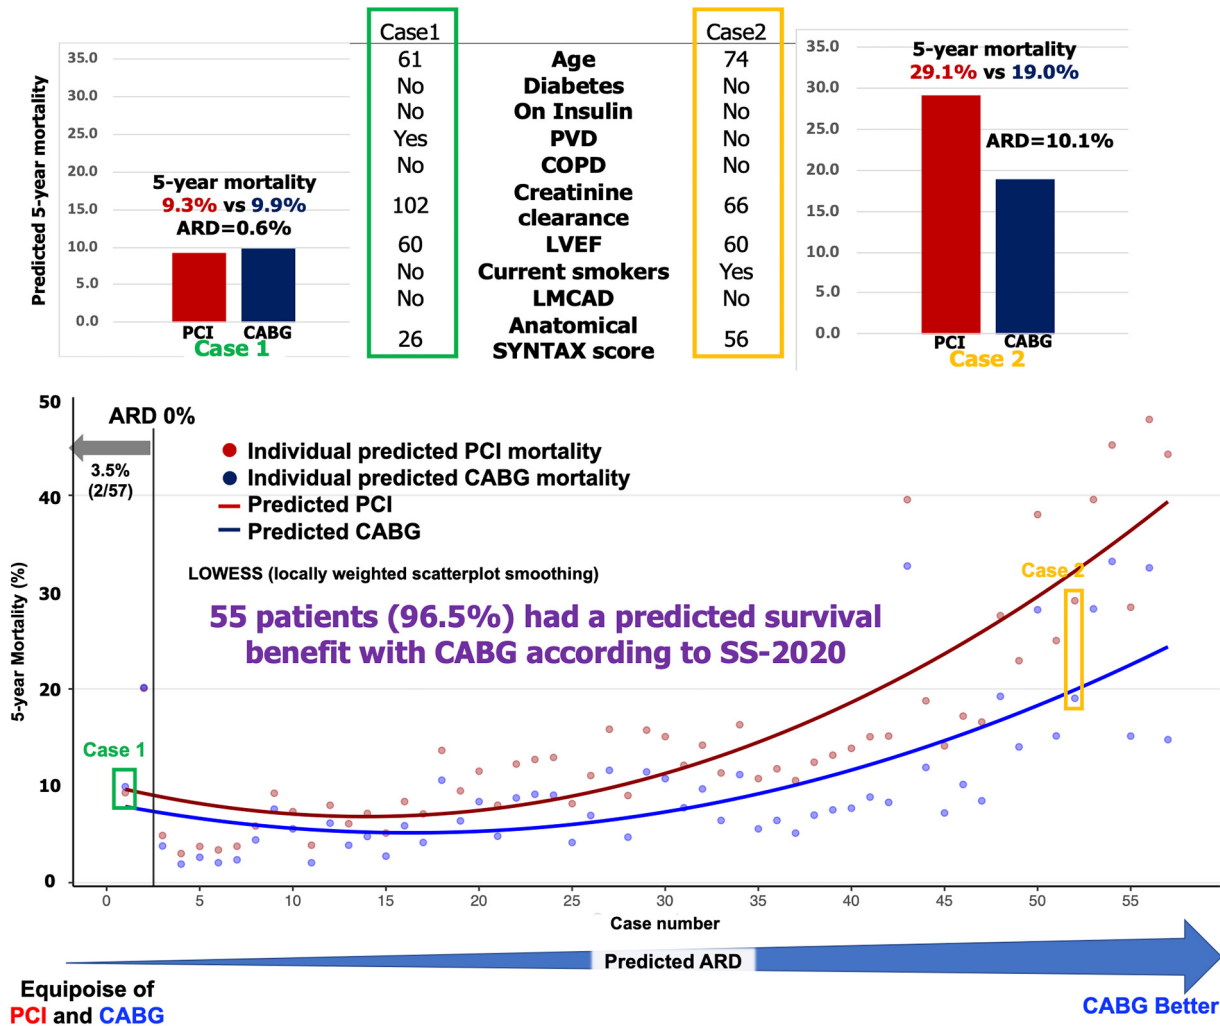 Case1
Case2
61
Age
74
No
Diabetes
No
No
On Insulin
No
Yes
PVD
No
No
COPD
No
102
Creatinine
clearance
66
60
LVEF
60
No
Current smokers
Yes
No
LMCAD
No
26
Anatomical
SYNTAX score
56
Predicted 5-year mortality
35.0
30.0
25.0
20.0
15.0
10.0
5.0
0.0
5-year mortality
9.3% vs 9.9%
ARD=0.6%
PCI CABG
Case 1
35.0
30.0
25.0
20.0
15.0
10.0
5.0
0.0
5-year mortality
29.1% vs 19.0%
ARD=10.1%
PCI CABG
Case 2
5-year Mortality (%)
50
40
30
20
10
0
ARD 0%
3.5%
(2/57)
Individual predicted PCI mortality
Individual predicted CABG mortality
Predicted PCI
Predicted CABG
LOWESS (locally weighted scatterplot smoothing)
55 patients (96.5%) had a predicted survival
benefit with CABG according to SS-2020
Case 1
Case 2
0 5 10 15 20 25 30 35 40 45 50 55
Case number
Predicted ARD
Equipoise of
PCI and CABG
CABG Better